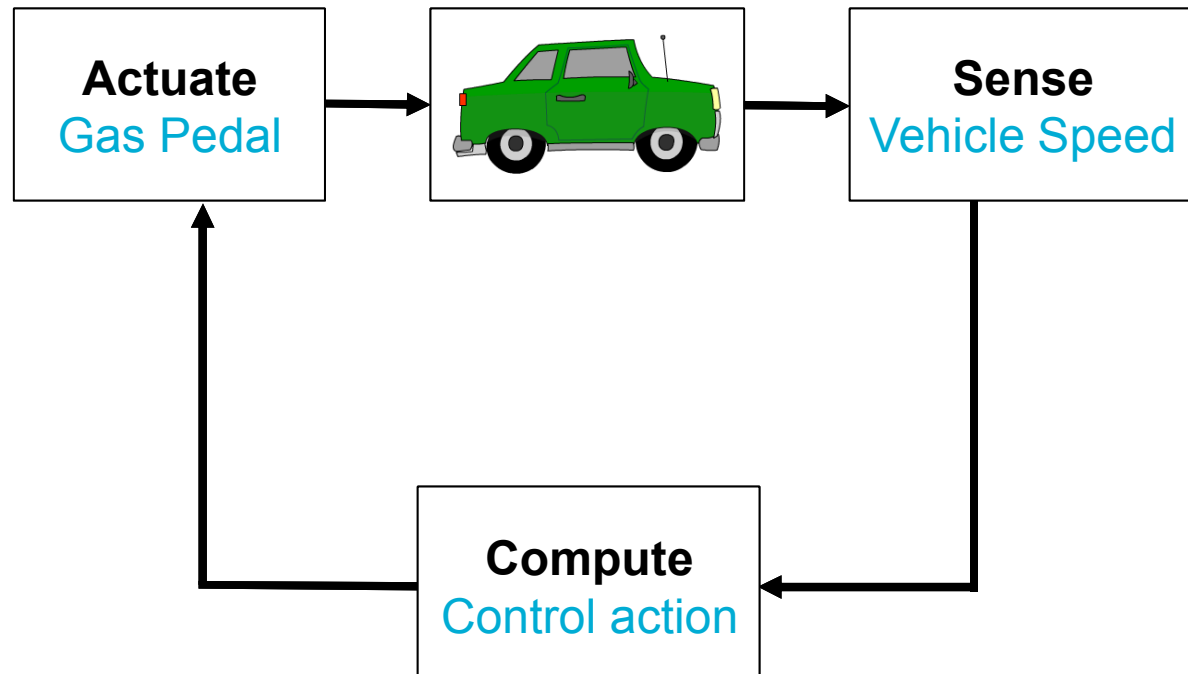 Actuate
Gas Pedal
Sense
Vehicle Speed
Compute
Control action